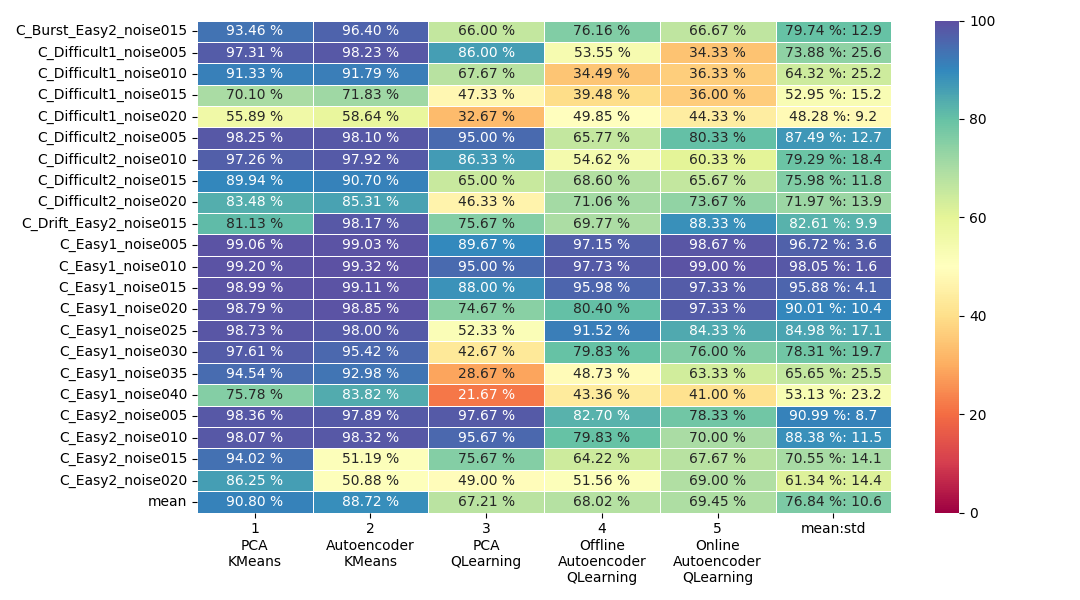 C_Burst_Easy2_noise015 93.46 % 96.40 % 66.00 % 76.16 % 66.67 % 79.74 %: 12.9 100
C_Difficult1_noise005 97.31 % 98.23 % 86.00 % 53.55 % 34.33 % 73.88 %: 25.6
C_Difficult1_noise010 91.33 % 91.79 % 67.67 % 34.49 % 36.33 % 64.32 %: 25.2
C_Difficult1_noise015 70.10 % 71.83 % 47.33 % 39.48 % 36.00 % 52.95 %: 15.2
C_Difficult1_noise020 55.89 % 58.64 % 32.67 % 49.85 % 44.33 % 48.28 %: 9.2
80
C_Difficult2_noise005 98.25 % 98.10 % 95.00 % 65.77 % 80.33 % 87.49 %: 12.7
C_Difficult2_noise010 97.26 % 97.92 % 86.33 % 54.62 % 60.33 % 79.29 %: 18.4
C_Difficult2_noise015 89.94 % 90.70 % 65.00 % 68.60 % 65.67 % 75.98 %: 11.8
C_Difficult2_noise020 83.48 % 85.31 % 46.33 % 71.06 % 73.67 % 71.97 %: 13.9
C_Drift_Easy2_noise015 81.13 % 98.17 % 75.67 % 69.77 % 88.33 % 82.61 %: 9.9
60
C_Easy1_noise005 99.06 % 99.03 % 89.67 % 97.15 % 98.67 % 96.72 %: 3.6
C_Easy1_noise010 99.20 % 99.32 % 95.00 % 97.73 % 99.00 % 98.05 %: 1.6
C_Easy1_noise015 98.99 % 99.11 % 88.00 % 95.98 % 97.33 % 95.88 %: 4.1
C_Easy1_noise020 98.79 % 98.85 % 74.67 % 80.40 % 97.33 % 90.01 %: 10.4
40
C_Easy1_noise025 98.73 % 98.00 % 52.33 % 91.52 % 84.33 % 84.98 %: 17.1
C_Easy1_noise030 97.61 % 95.42 % 42.67 % 79.83 % 76.00 % 78.31 %: 19.7
C_Easy1_noise035 94.54 % 92.98 % 28.67 % 48.73 % 63.33 % 65.65 %: 25.5
C_Easy1_noise040 75.78 % 83.82 % 21.67 % 43.36 % 41.00 % 53.13 %: 23.2
C_Easy2_noise005 98.36 % 97.89 % 97.67 % 82.70 % 78.33 % 90.99 %: 8.7 20
C_Easy2_noise010 98.07 % 98.32 % 95.67 % 79.83 % 70.00 % 88.38 %: 11.5
C_Easy2_noise015 94.02 % 51.19 % 75.67 % 64.22 % 67.67 % 70.55 %: 14.1
C_Easy2_noise020 86.25 % 50.88 % 49.00 % 51.56 % 69.00 % 61.34 %: 14.4
mean 90.80 % 88.72 % 67.21 % 68.02 % 69.45 % 76.84 %: 10.6
0
1 2 3 4 5 mean:std
PCA Autoencoder PCA Offline Online
KMeans KMeans QLearning Autoencoder Autoencoder
QLearning QLearning